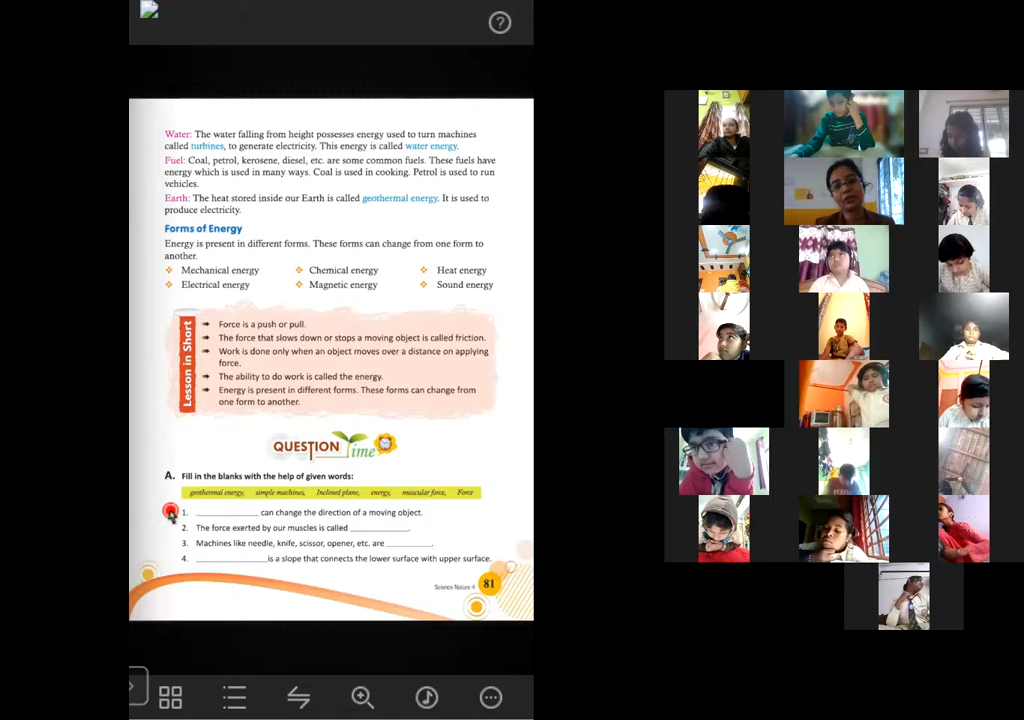 Water: The water falling from height possesses energy used to turn machines
called turbines, to generate electricity. This energy is called water energy.
Fuel: Coal, petrol, kerosene, diesel, etc. are some common fuels. These fuels have
energy which is used in many ways. Coal is used in cooking. Petrol is used to run
vehicles.
Earth: The heat stored inside our Earth is called geothermal energy. It is used to
produce electricity.
Forms of Energy
Energy is present in different forms. These forms can change from one form to
another.
❖ Mechanical energy ❖ Chemical energy ❖ Heat energy
❖ Electrical energy ❖ Magnetic energy ❖ Sound energy
Lesson in Short
➟ Force is a push or pull.
➟ The force that slows down or stops a moving object is called friction.
➟ Work is done only when an object moves over a distance on applying
force.
➟ The ability to do work is called the energy.
➟ Energy is present in different forms. These forms can change from
one form to another.
QUESTION Time
A. Fill in the blanks with the help of given words:
geothermal energy, simple machines, Inclined plane, energy, muscular force, Force
1. ______________ can change the direction of a moving object.
2. The force exerted by our muscles is called ______________.
3. Machines like needle, knife, scissor, opener, etc. are ___________.
4. ________________is a slope that connects the lower surface with upper surface.
Science Nature-4 81